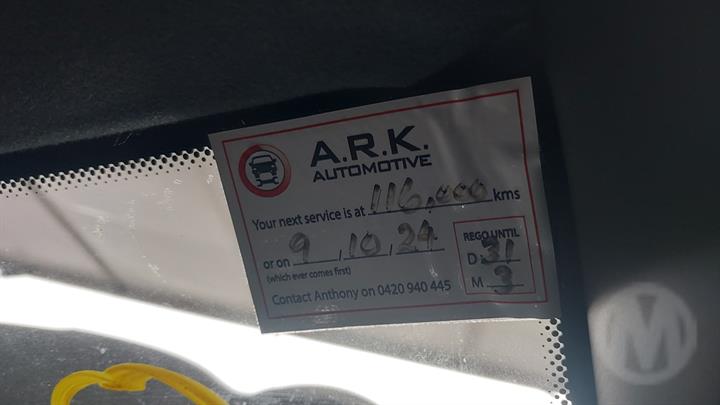 A.R.K.
AUTOMOTIVE
Your next service is at 116,000 kms
or on 9, 10, 24
(which ever comes first)
Contact Anthony on 0420 940 445
REGO UNTIL
D 31
M 3
M